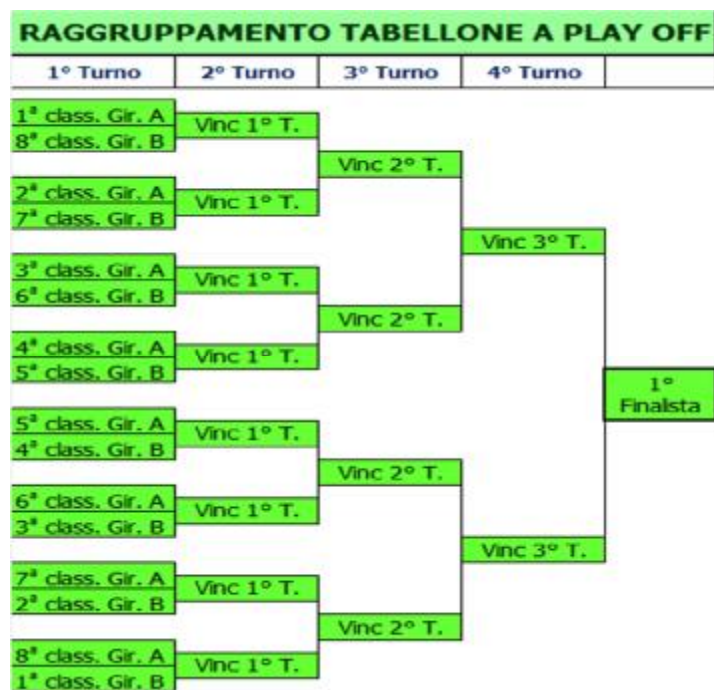 RAGGRUPPAMENTO TABELLONE A PLAY OFF
1° Turno 2° Turno 3° Turno 4° Turno
1ª class. Gir. A
8ª class. Gir. B
Vinc 1° T.
Vinc 2° T.
2ª class. Gir. A
7ª class. Gir. B
Vinc 1° T.
Vinc 3° T.
3ª class. Gir. A
6ª class. Gir. B
Vinc 1° T.
Vinc 2° T.
4ª class. Gir. A
5ª class. Gir. B
Vinc 1° T.
1°
Finalista
5ª class. Gir. A
4ª class. Gir. B
Vinc 1° T.
Vinc 2° T.
6ª class. Gir. A
3ª class. Gir. B
Vinc 1° T.
Vinc 3° T.
7ª class. Gir. A
2ª class. Gir. B
Vinc 1° T.
Vinc 2° T.
8ª class. Gir. A
1ª class. Gir. B
Vinc 1° T.